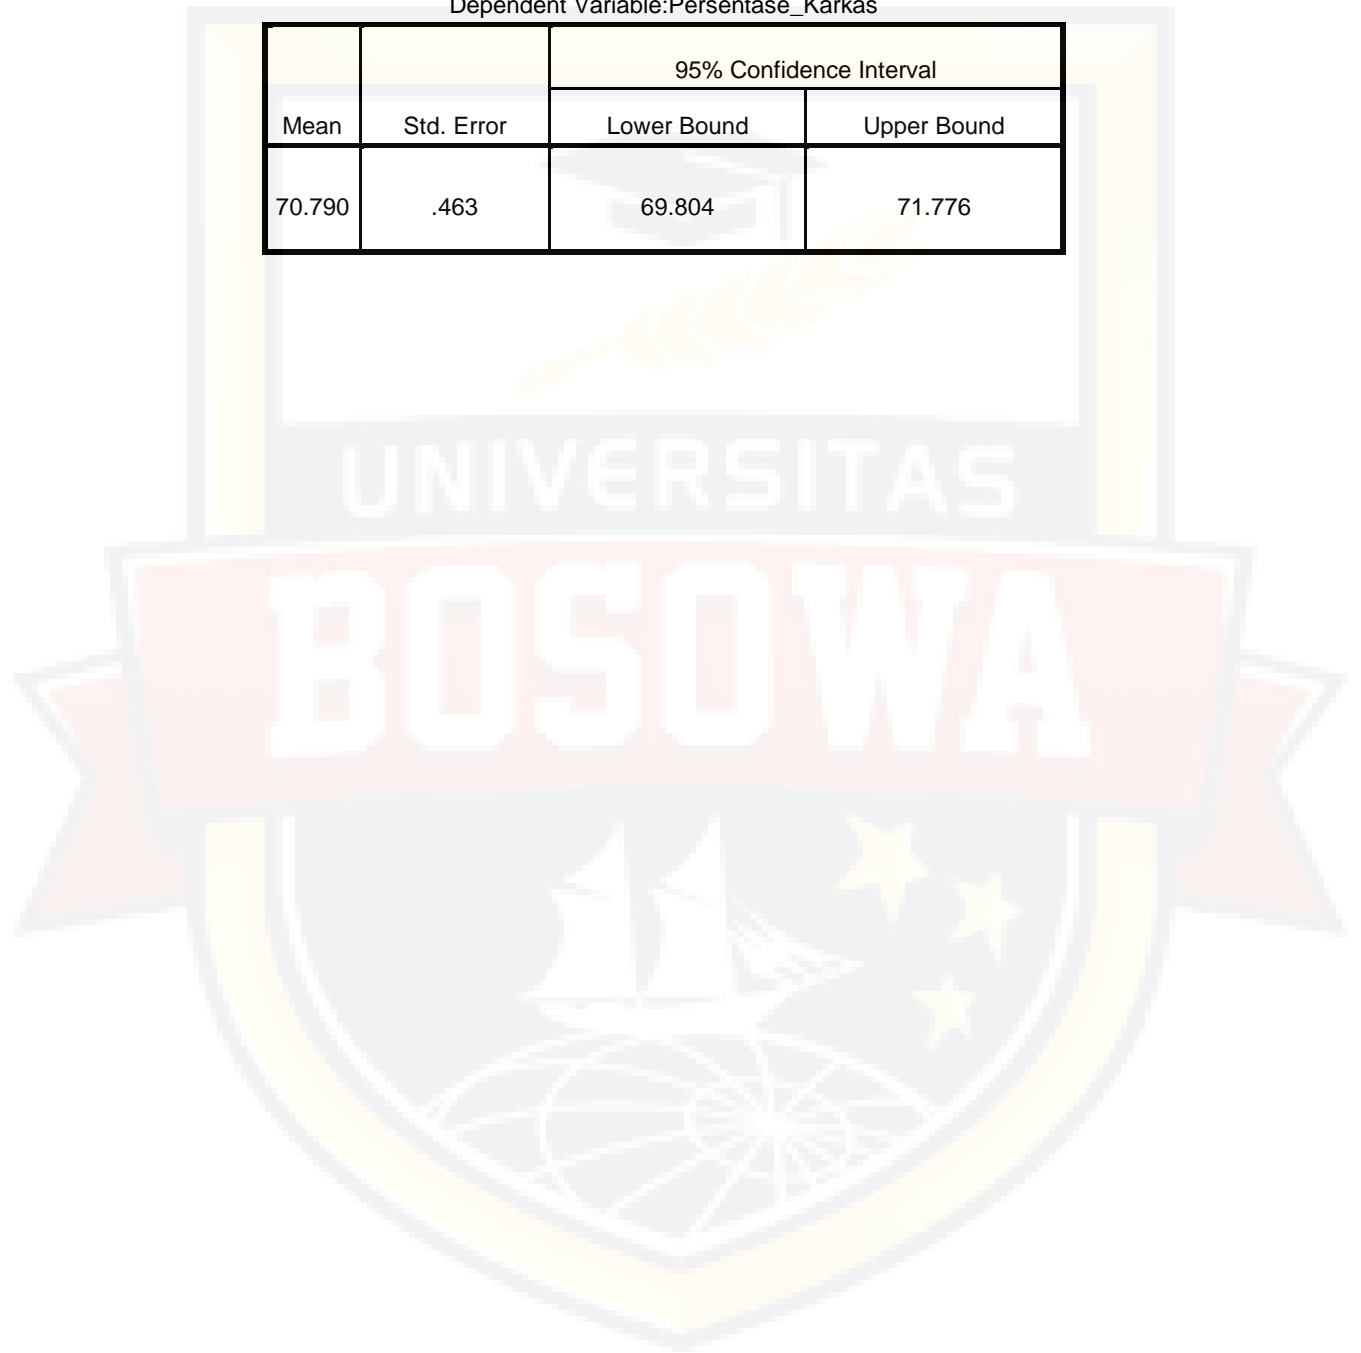 Dependent Variable:Persentase_Karkas
95% Confidence Interval
Mean Std. Error Lower Bound Upper Bound
70.790 .463 69.804 71.776
UNIVERSITAS
BOSOWA